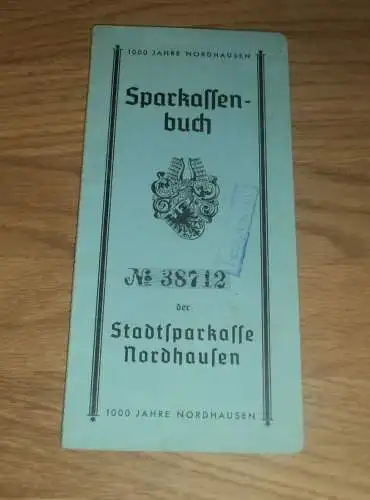 1000 JAHRE NORDHAUSEN
Sparkaſſen-
buch
№ 38712
der
Stadtſparkaſſe
Nordhauſen
1000 JAHRE NORDHAUSEN